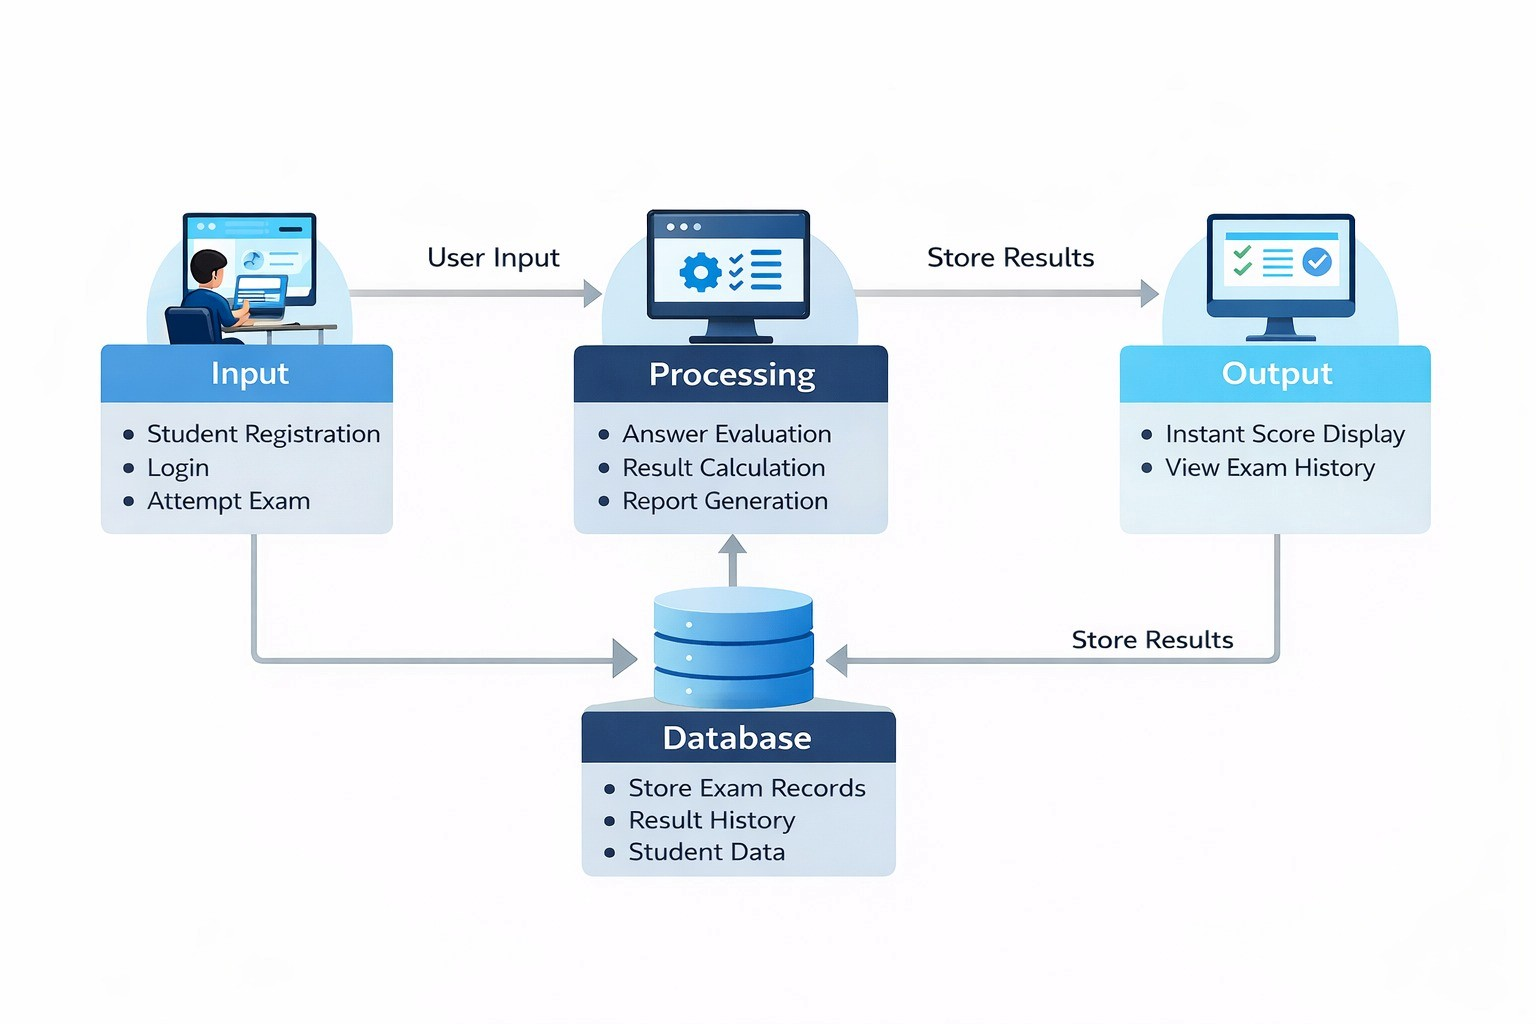 User Input
Store Results
Input
• Student Registration
• Login
• Attempt Exam
Processing
• Answer Evaluation
• Result Calculation
• Report Generation
Output
• Instant Score Display
• View Exam History
Store Results
Database
• Store Exam Records
• Result History
• Student Data